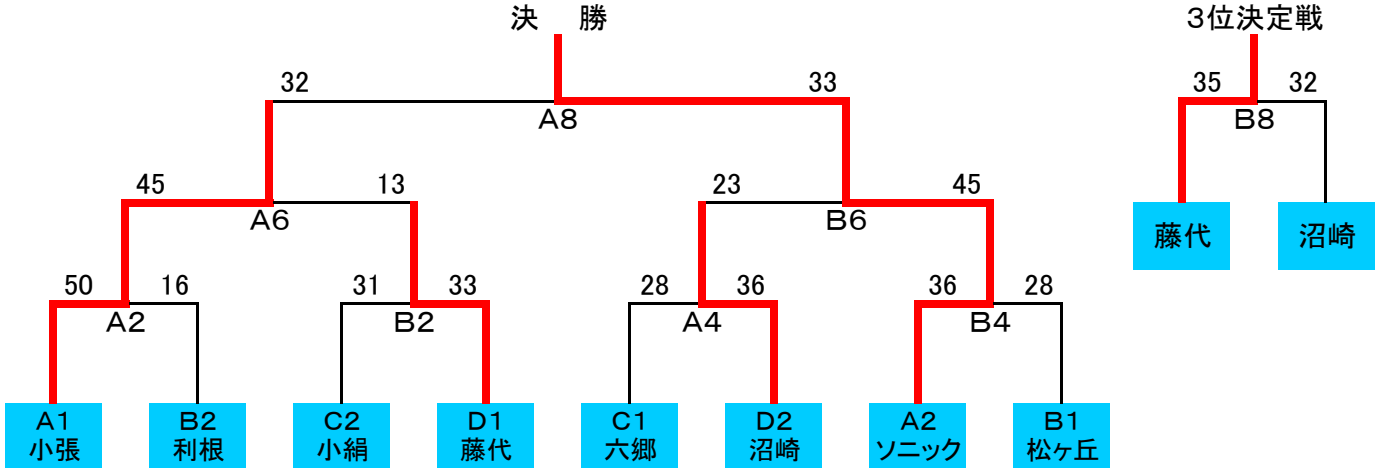 決 勝
3位決定戦
32 33
35 32
A8
B8
45 13
23 45
A6
B6
藤代
沼崎
50 16
31 33
28 36
36 28
A2
B2
A4
B4
A1
小張
B2
利根
C2
小絹
D1
藤代
C1
六郷
D2
沼崎
A2
ソニック
B1
松ヶ丘